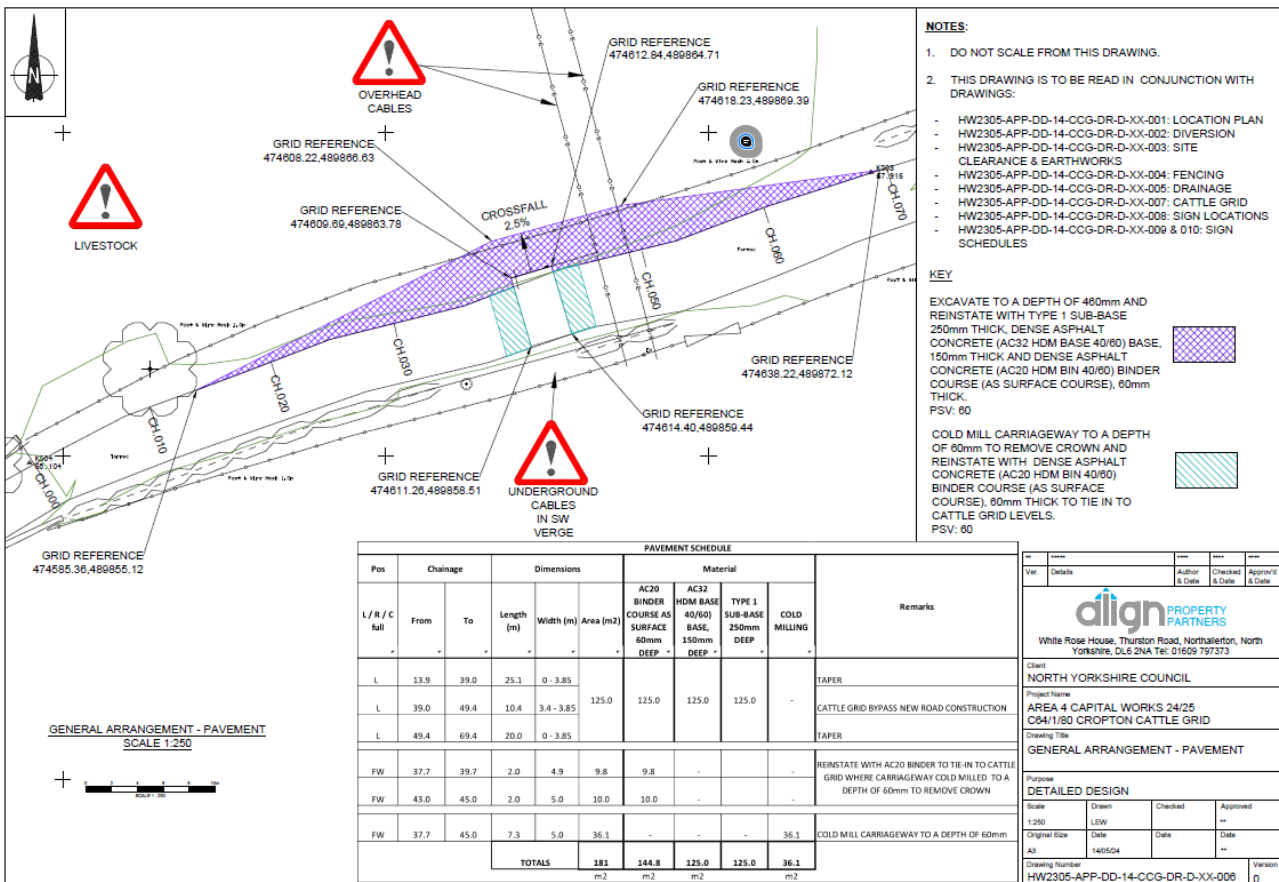 N
OVERHEAD
CABLES
LIVESTOCK
GRID REFERENCE
474612.84,489864.71
GRID REFERENCE
474618.23,489869.39
GRID REFERENCE
474608.22,489866.63
GRID REFERENCE
474609.69,489863.78
CROSSFALL
2.5%
Post & Wire Mesh 1.0m
CH.070
CH.060
Tarmac
CH.050
Post & Wire Mesh 1.0m
CH.030
CH.020
CH.010
Tarmac
CH.000
Post & Wire Mesh 1.0m
GRID REFERENCE
474638.22,489872.12
GRID REFERENCE
474614.40,489859.44
GRID REFERENCE
474611.26,489858.51
UNDERGROUND
CABLES
IN SW
VERGE
GRID REFERENCE
474585.36,489855.12
GENERAL ARRANGEMENT - PAVEMENT
SCALE 1:250
NOTES:
1. DO NOT SCALE FROM THIS DRAWING.
2. THIS DRAWING IS TO BE READ IN CONJUNCTION WITH
DRAWINGS:
- HW2305-APP-DD-14-CCG-DR-D-XX-001: LOCATION PLAN
- HW2305-APP-DD-14-CCG-DR-D-XX-002: DIVERSION
- HW2305-APP-DD-14-CCG-DR-D-XX-003: SITE
CLEARANCE & EARTHWORKS
- HW2305-APP-DD-14-CCG-DR-D-XX-004: FENCING
- HW2305-APP-DD-14-CCG-DR-D-XX-005: DRAINAGE
- HW2305-APP-DD-14-CCG-DR-D-XX-007: CATTLE GRID
- HW2305-APP-DD-14-CCG-DR-D-XX-008: SIGN LOCATIONS
- HW2305-APP-DD-14-CCG-DR-D-XX-009 & 010: SIGN
SCHEDULES
KEY
EXCAVATE TO A DEPTH OF 460mm AND
REINSTATE WITH TYPE 1 SUB-BASE
250mm THICK, DENSE ASPHALT
CONCRETE (AC32 HDM BASE 40/60) BASE,
150mm THICK AND DENSE ASPHALT
CONCRETE (AC20 HDM BIN 40/60) BINDER
COURSE (AS SURFACE COURSE), 60mm
THICK.
PSV: 60
COLD MILL CARRIAGEWAY TO A DEPTH
OF 60mm TO REMOVE CROWN AND
REINSTATE WITH DENSE ASPHALT
CONCRETE (AC20 HDM BIN 40/60)
BINDER COURSE (AS SURFACE
COURSE), 60mm THICK TO TIE IN TO
CATTLE GRID LEVELS.
PSV: 60
PAVEMENT SCHEDULE
Pos Chainage Dimensions Material Remarks
L / R / C full From To Length (m) Width (m) Area (m2) AC20 BINDER COURSE AS SURFACE 60mm DEEP AC32 HDM BASE 40/60) BASE, 150mm DEEP TYPE 1 SUB-BASE 250mm DEEP COLD MILLING
L 13.9 39.0 25.1 0 - 3.85 TAPER
L 39.0 49.4 10.4 3.4 - 3.85 125.0 125.0 125.0 125.0 - CATTLE GRID BYPASS NEW ROAD CONSTRUCTION
L 49.4 69.4 20.0 0 - 3.85 TAPER
FW 37.7 39.7 2.0 4.9 9.8 9.8 - - REINSTATE WITH AC20 BINDER TO TIE-IN TO CATTLE
GRID WHERE CARRIAGEWAY COLD MILLED TO A
FW 43.0 45.0 2.0 5.0 10.0 10.0 - - DEPTH OF 60mm TO REMOVE CROWN
FW 37.7 45.0 7.3 5.0 36.1 - - - 36.1 COLD MILL CARRIAGEWAY TO A DEPTH OF 60mm
TOTALS 181 144.8 125.0 125.0 36.1
m2 m2 m2 m2
Ver. Details Author & Date Checked & Date Approv'd & Date
align PROPERTY
PARTNERS
White Rose House, Thurston Road, Northallerton, North
Yorkshire, DL6 2NA Tel: 01609 797373
Client
NORTH YORKSHIRE COUNCIL
Project Name
AREA 4 CAPITAL WORKS 24/25
C64/1/80 CROPTON CATTLE GRID
Drawing Title
GENERAL ARRANGEMENT - PAVEMENT
Purpose
DETAILED DESIGN
Scale Drawn Checked Approved
1:250 LEW **
Original Size Date Date Date
A3 14/05/24 **
Drawing Number Version
HW2305-APP-DD-14-CCG-DR-D-XX-006 0